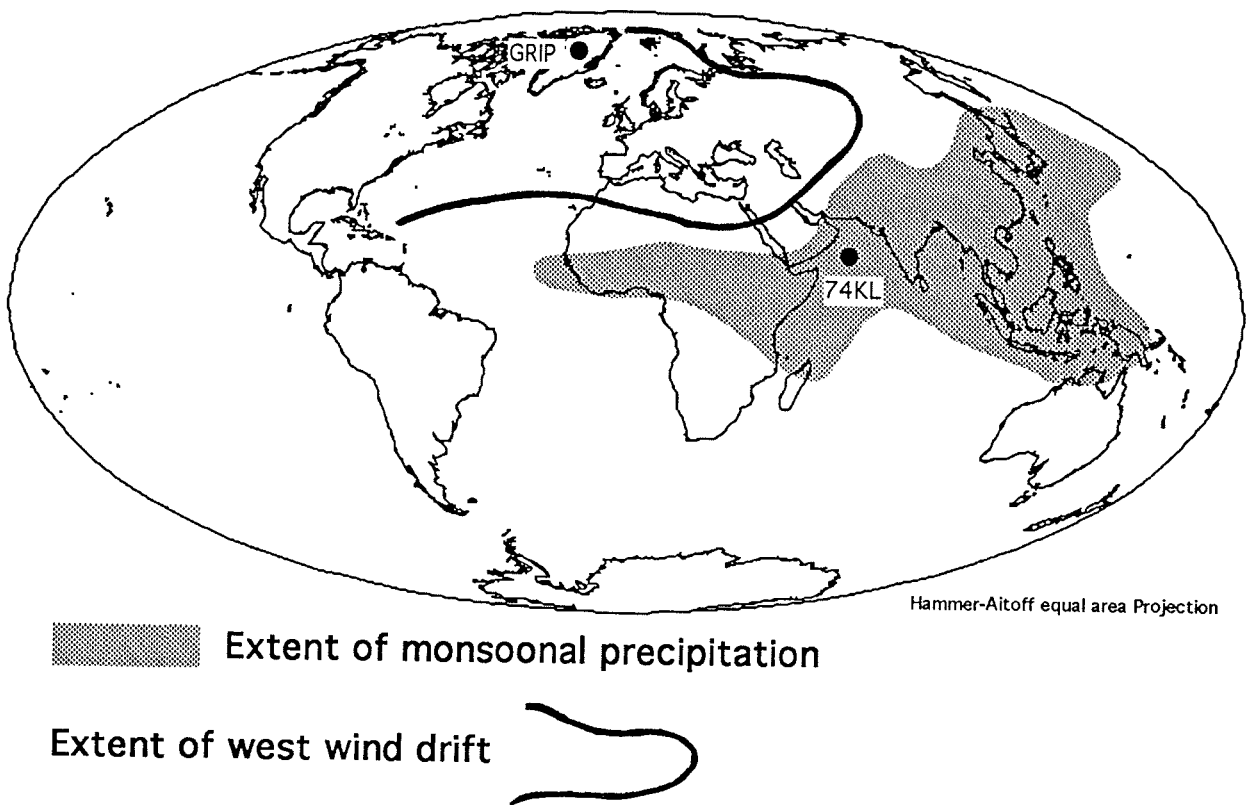 GRIP
74KL
Hammer-Aitoff equal area Projection
Extent of monsoonal precipitation
Extent of west wind drift